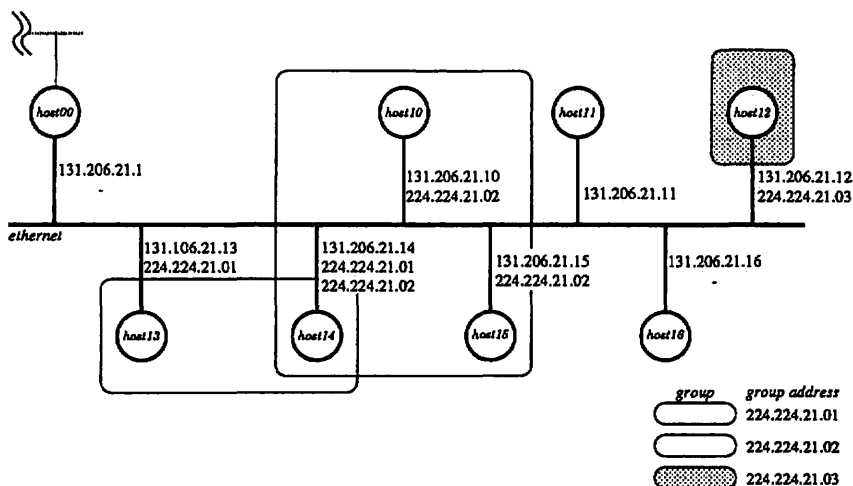 host00
host10
host11
host12
131.206.21.1
131.206.21.10
224.224.21.02
131.206.21.11
131.206.21.12
224.224.21.03
ethernet
131.106.21.13
224.224.21.01
131.206.21.14
224.224.21.01
224.224.21.02
131.206.21.15
224.224.21.02
131.206.21.16
host13
host14
host15
host16
group group address
224.224.21.01
224.224.21.02
224.224.21.03